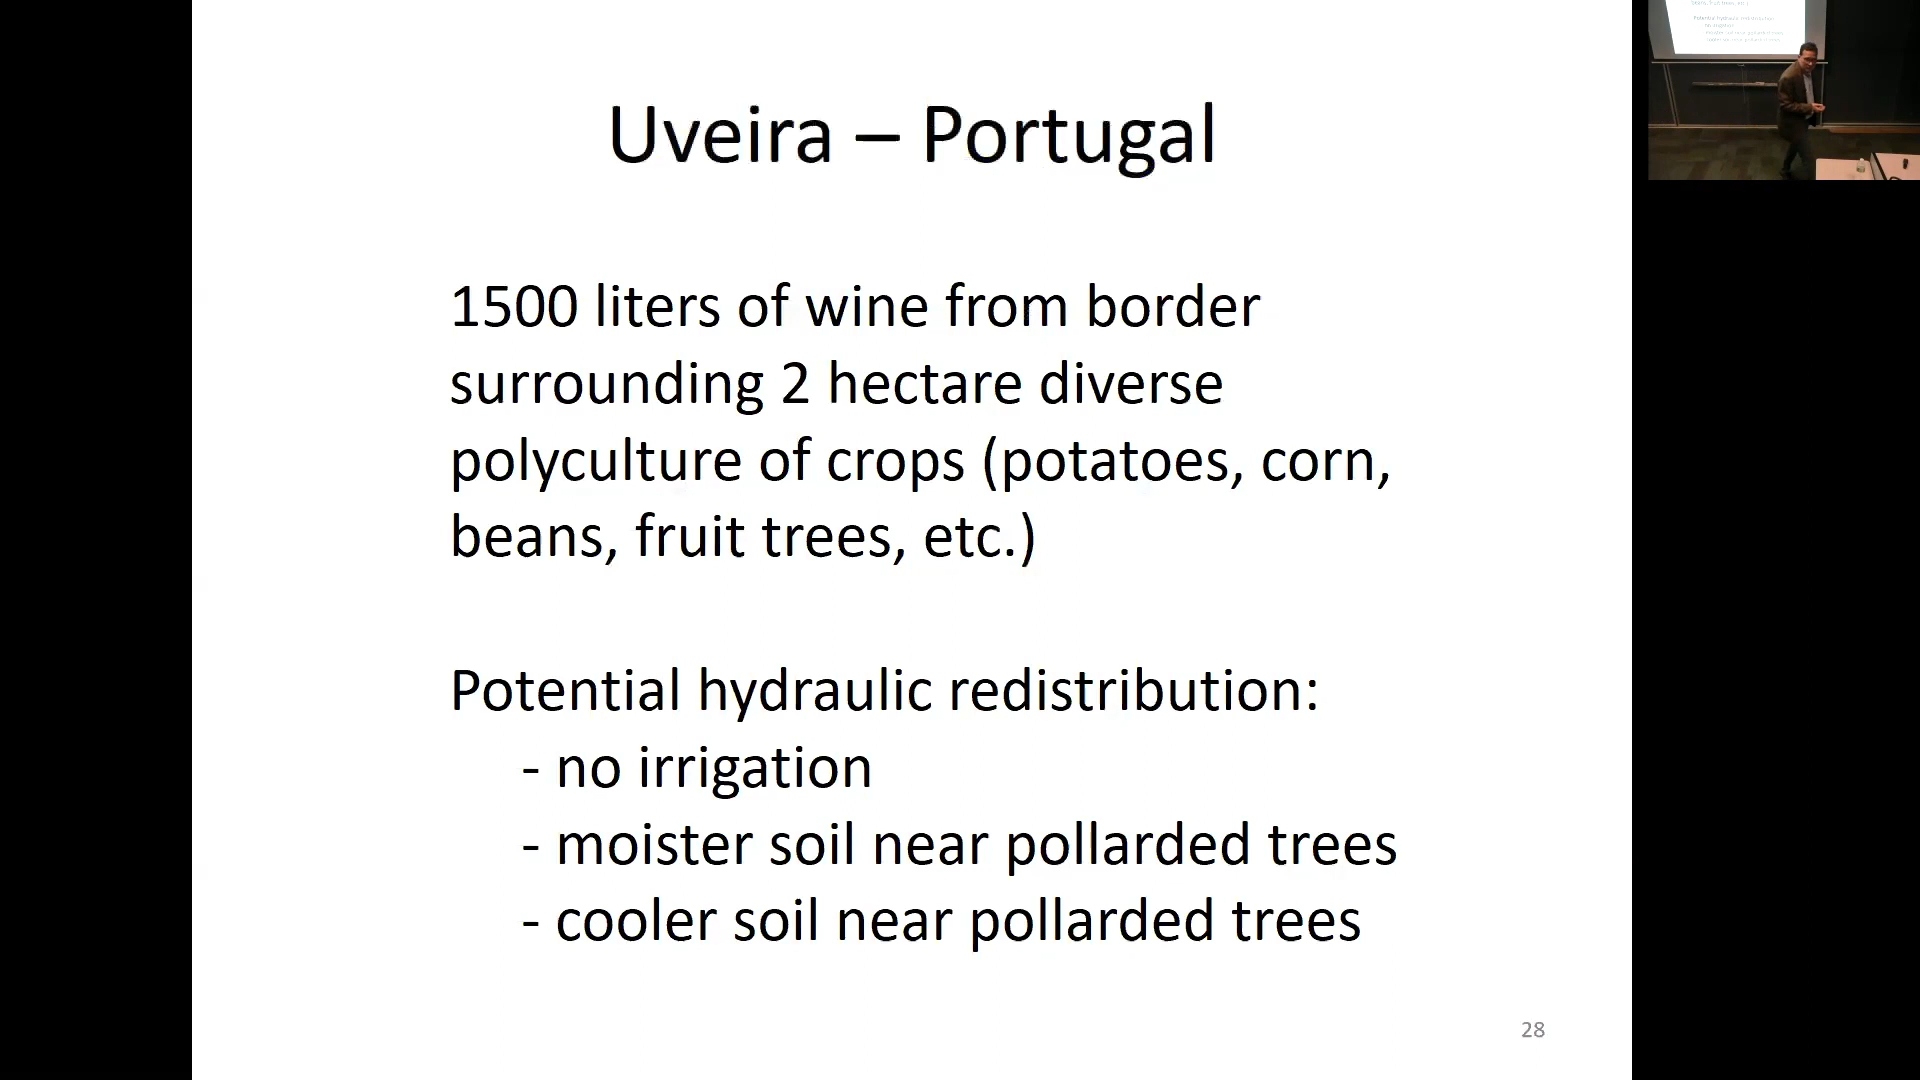 Uveira – Portugal
1500 liters of wine from border
surrounding 2 hectare diverse
polyculture of crops (potatoes, corn,
beans, fruit trees, etc.)
Potential hydraulic redistribution:
- no irrigation
- moister soil near pollarded trees
- cooler soil near pollarded trees
28